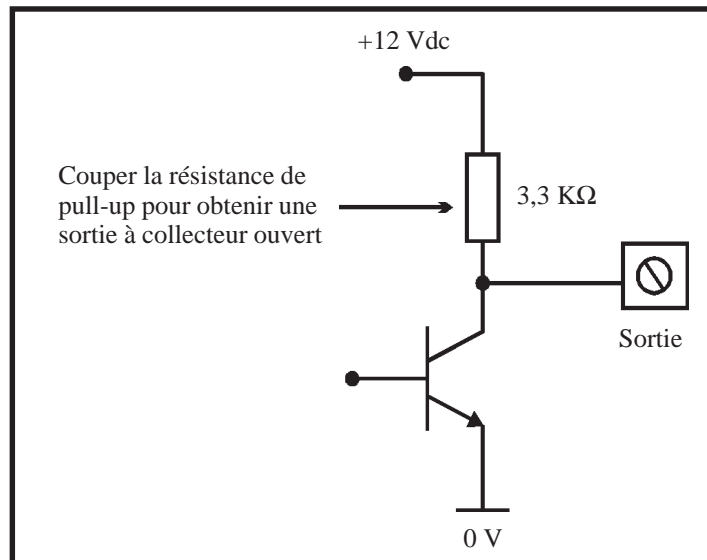 +12 Vdc
Couper la résistance de
pull-up pour obtenir une
sortie à collecteur ouvert
3,3 KΩ
Sortie
0 V